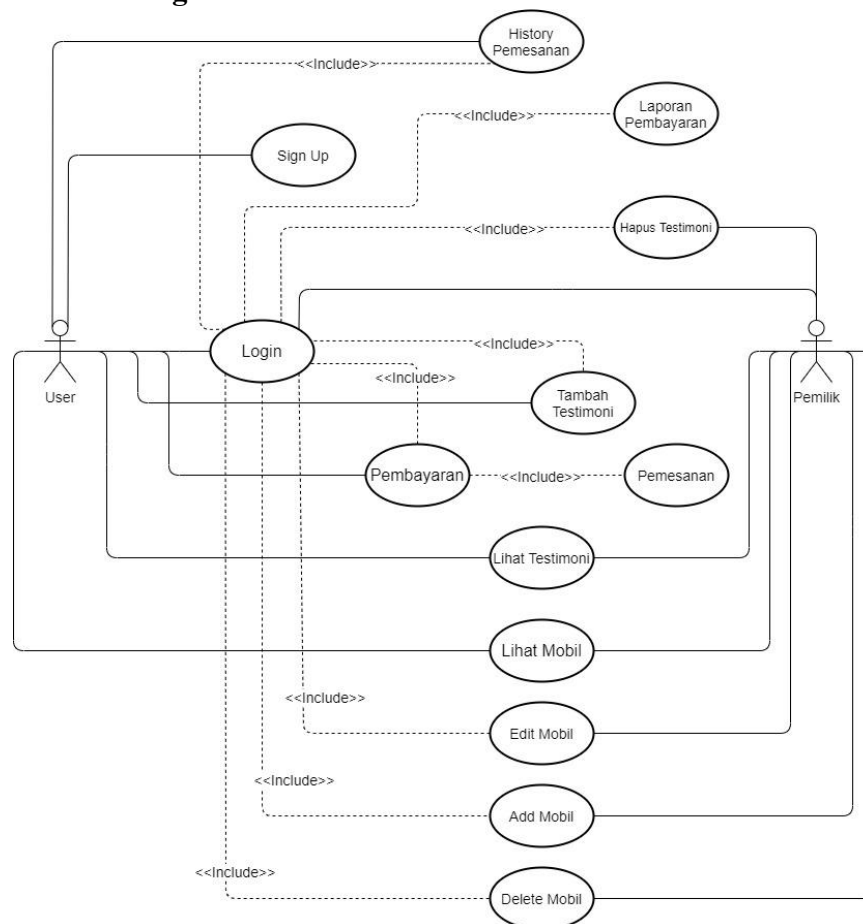 History
Pemesanan
<<Include>>
<<Include>>
Laporan
Pembayaran
Sign Up
<<Include>>
Hapus Testimoni
Login
<<Include>>
<<Include>>
User
Tambah
Testimoni
Pemilik
Pembayaran
<<Include>>
Pemesanan
Lihat Testimoni
Lihat Mobil
<<Include>>
Edit Mobil
<<Include>>
Add Mobil
<<Include>>
Delete Mobil